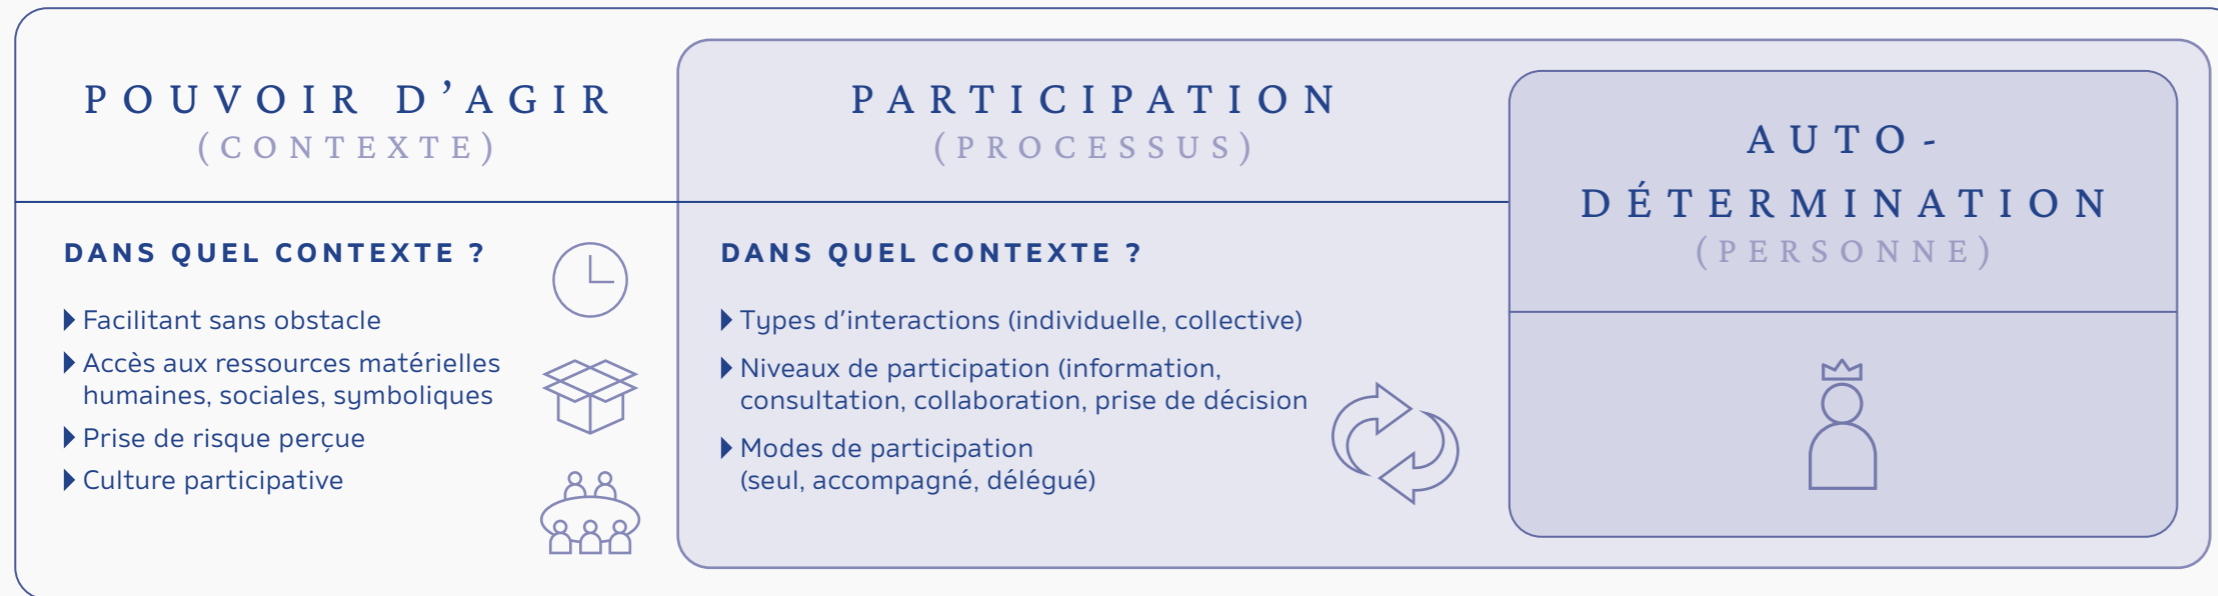 POUVOIR D’AGIR
(CONTEXTE)
DANS QUEL CONTEXTE ?
Facilitant sans obstacle
Accès aux ressources matérielles
humaines, sociales, symboliques
Prise de risque perçue
Culture participative
PARTICIPATION
(PROCESSUS)
DANS QUEL CONTEXTE ?
Types d’interactions (individuelle, collective)
Niveaux de participation (information,
consultation, collaboration, prise de décision
Modes de participation
(seul, accompagné, délégué)
AUTO-
DÉTERMINATION
(PERSONNE)